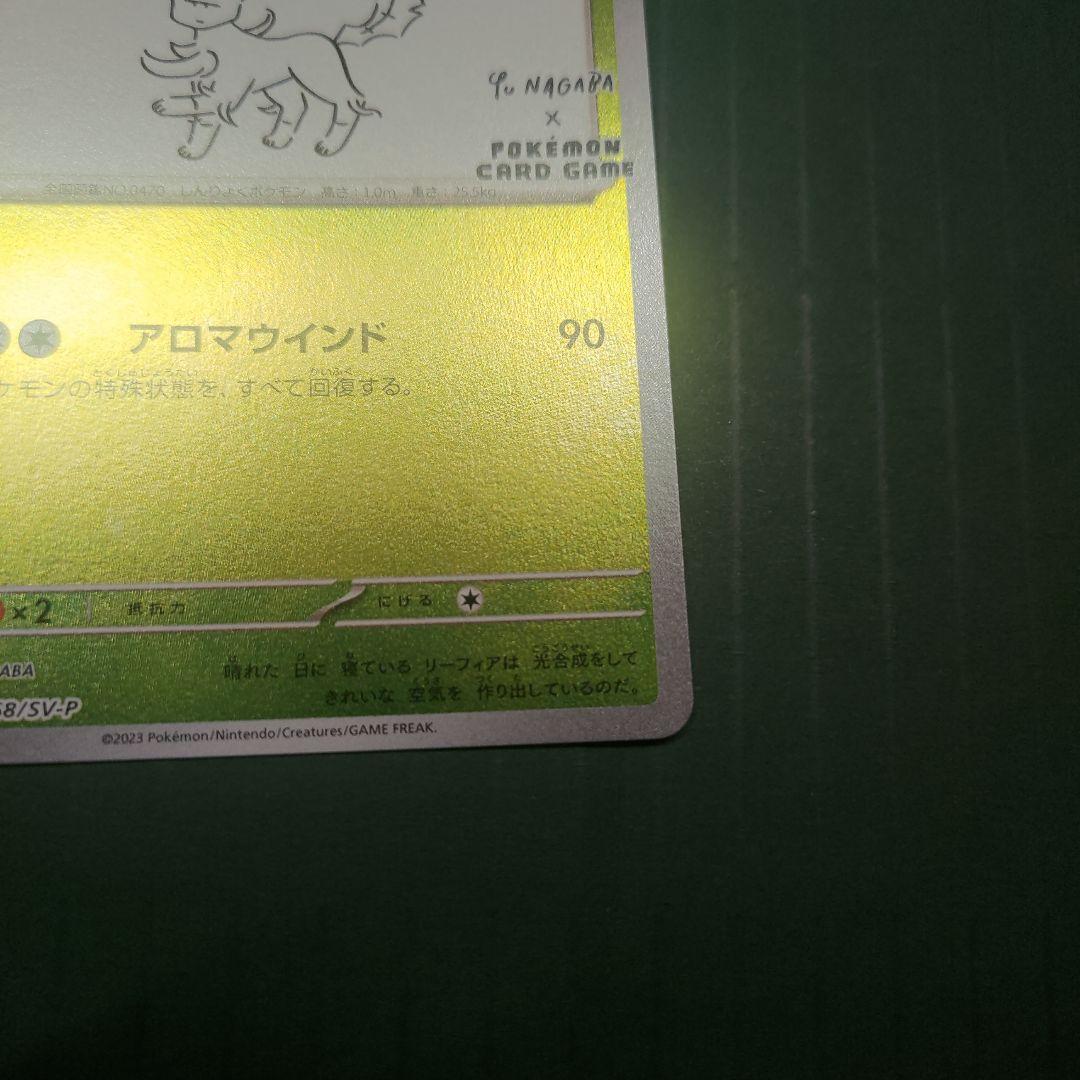 Yu NAGABA
×
POKÉMON
CARD GAME
全国図鑑NO.0470 しんりょくポケモン 高さ:1.0m 重さ:25.5kg
アロマウインド 90
ケモンの特殊状態を、すべて回復する。
×2 抵抗力 にげる
ABA
晴れた 日に 寝ている リーフィアは 光合成をして
きれいな 空気を 作り出しているのだ。
68/SV-P
©2023 Pokémon/Nintendo/Creatures/GAME FREAK.